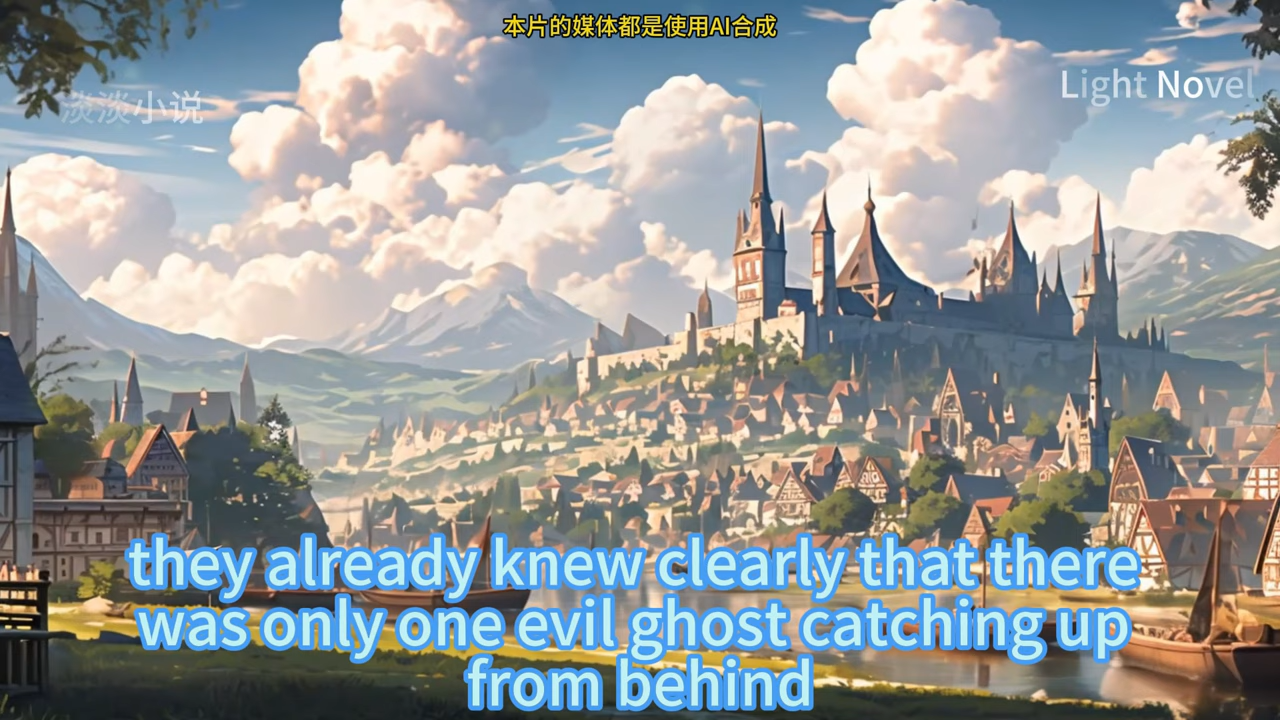 本片的媒体都是使用AI合成
Light Novel
淡淡小说
they already knew clearly that there
was only one evil ghost catching up
from behind